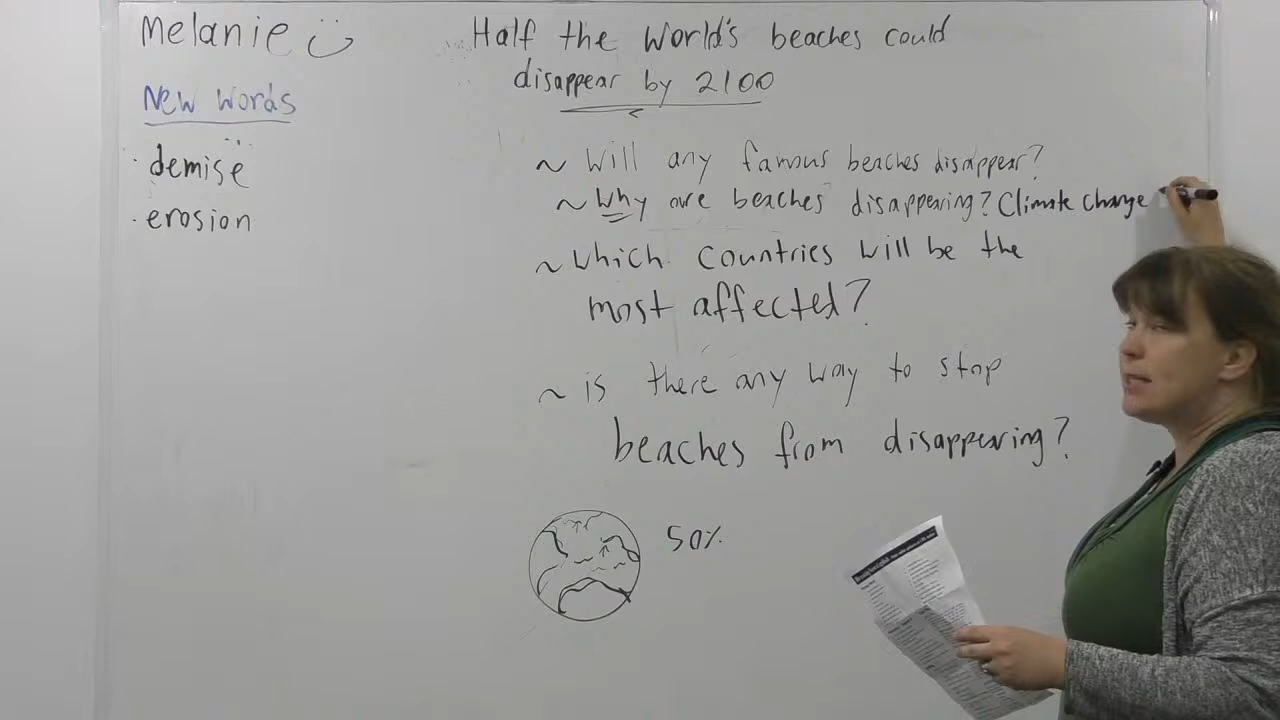 Melanie
New words
demise
erosion
Half the World's beaches could
disappear by 2100
~ Will any famous beaches disappear?
~ Why are beaches disappearing? Climate change
~ Which countries will be the
most affected?
~ is there any way to stop
beaches from disappearing?
50%